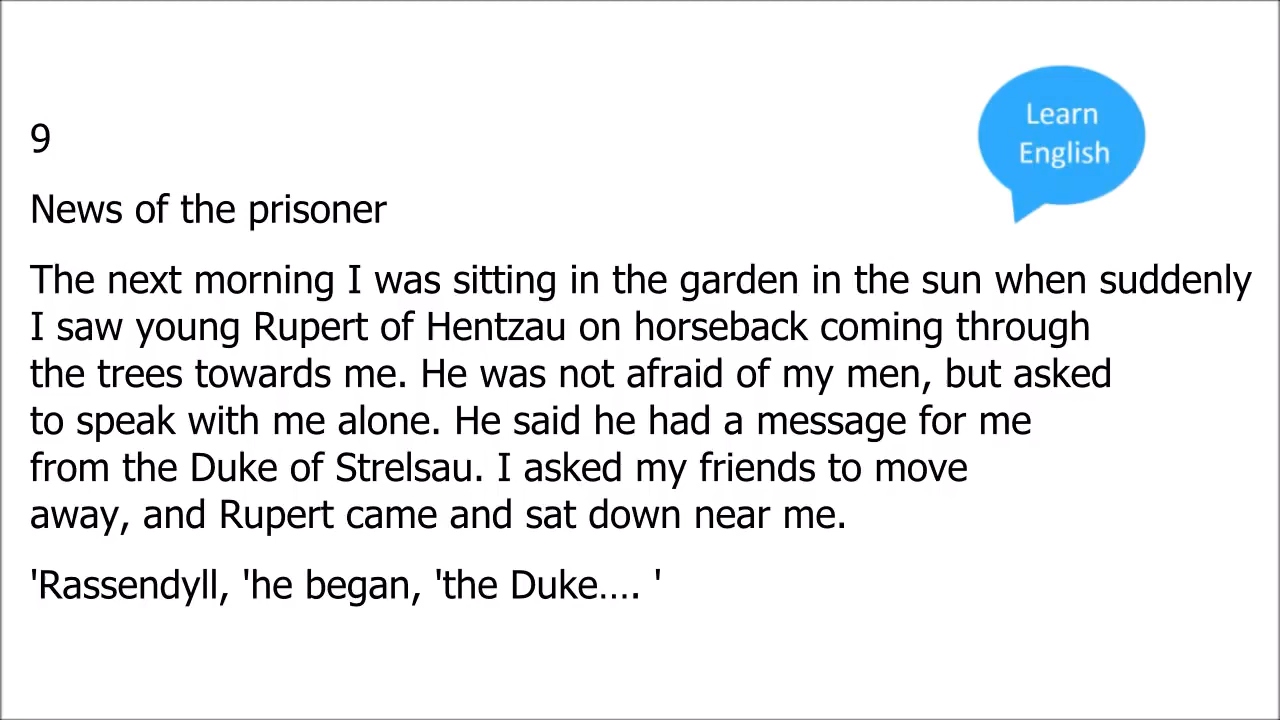 Learn
English
9
News of the prisoner
The next morning I was sitting in the garden in the sun when suddenly
I saw young Rupert of Hentzau on horseback coming through
the trees towards me. He was not afraid of my men, but asked
to speak with me alone. He said he had a message for me
from the Duke of Strelsau. I asked my friends to move
away, and Rupert came and sat down near me.
'Rassendyll, 'he began, 'the Duke.... '